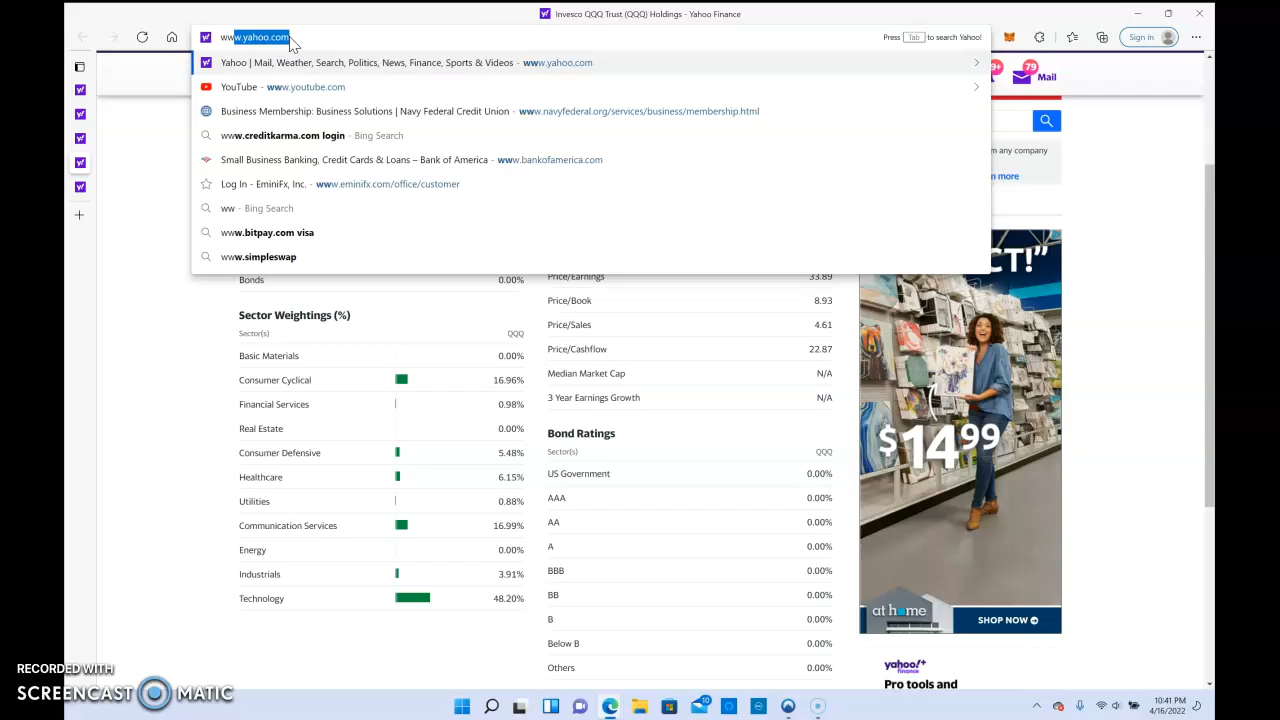 Invesco QQQ Trust (QQQ) Holdings - Yahoo Finance
www.yahoo.com
Press Tab to search Yahoo!
Sign in
Yahoo | Mail, Weather, Search, Politics, News, Finance, Sports & Videos - www.yahoo.com
YouTube - www.youtube.com
Business Membership: Business Solutions | Navy Federal Credit Union - www.navyfederal.org/services/business/membership.html
www.creditkarma.com login - Bing Search
Small Business Banking, Credit Cards & Loans – Bank of America - www.bankofamerica.com
Log In - EminiFx, Inc. - www.eminifx.com/office/customer
ww - Bing Search
www.bitpay.com visa
www.simpleswap
9+
79
Mail
m any company
n more
Bonds 0.00%
Sector Weightings (%)
Sector(s) QQQ
Basic Materials 0.00%
Consumer Cyclical 16.96%
Financial Services 0.98%
Real Estate 0.00%
Consumer Defensive 5.48%
Healthcare 6.15%
Utilities 0.88%
Communication Services 16.99%
Energy 0.00%
Industrials 3.91%
Technology 48.20%
Price/Earnings 33.89
Price/Book 8.93
Price/Sales 4.61
Price/Cashflow 22.87
Median Market Cap N/A
3 Year Earnings Growth N/A
Bond Ratings
Sector(s) QQQ
US Government 0.00%
AAA 0.00%
AA 0.00%
A 0.00%
BBB 0.00%
BB 0.00%
B 0.00%
Below B 0.00%
Others 0.00%
CT!”
$14.99
at home
SHOP NOW
yahoo!+
finance
Pro tools and
RECORDED WITH
SCREENCAST MATIC
10
10:41 PM
4/16/2022